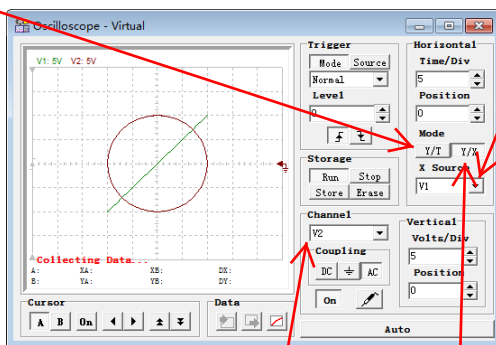 Oscilloscope - Virtual
V1: 5V V2: 5V
Collecting Data...
A: XA: XB: DX:
B: YA: YB: DY:
Cursor
A B On
Data
Trigger
Mode Source
Normal
Level
0
Storage
Run Stop
Store Erase
Channel
V2
Coupling
DC AC
On
Horizontal
Time/Div
5
Position
0
Mode
Y/T Y/X
X Source
V1
Vertical
Volts/Div
5
Position
0
Auto